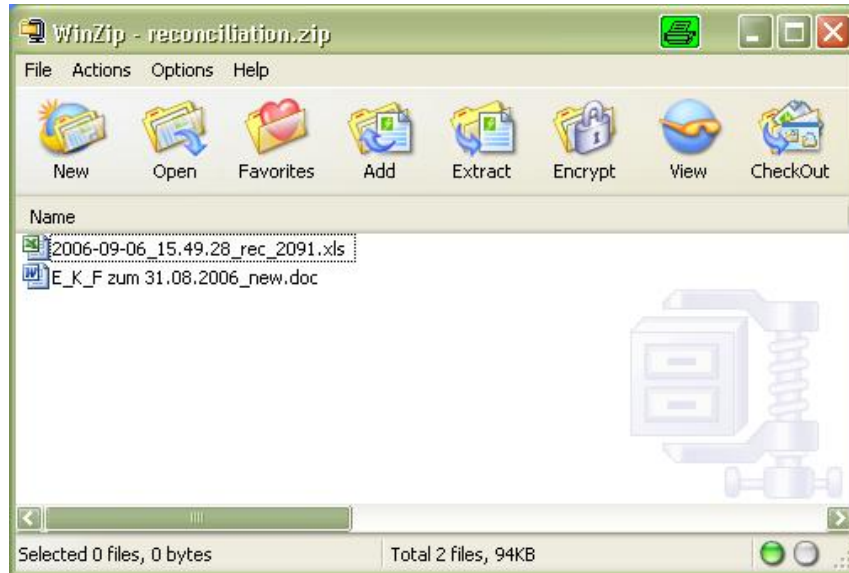 WinZip - reconciliation.zip
File Actions Options Help
New Open Favorites Add Extract Encrypt View CheckOut
Name
2006-09-06_15.49.28_rec_2091.xls
E_K_F zum 31.08.2006_new.doc
Selected 0 files, 0 bytes Total 2 files, 94KB